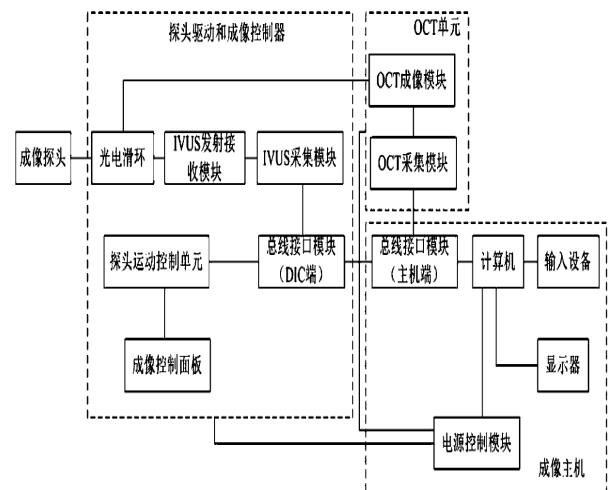 探头驱动和成像控制器
OCT单元
OCT成像模块
成像探头
光电滑环
IVUS发射接
收模块
IVUS采集模块
OCT采集模块
探头运动控制单元
总线接口模块
（DIC端）
总线接口模块
（主机端）
计算机
输入设备
成像控制面板
显示器
电源控制模块
成像主机